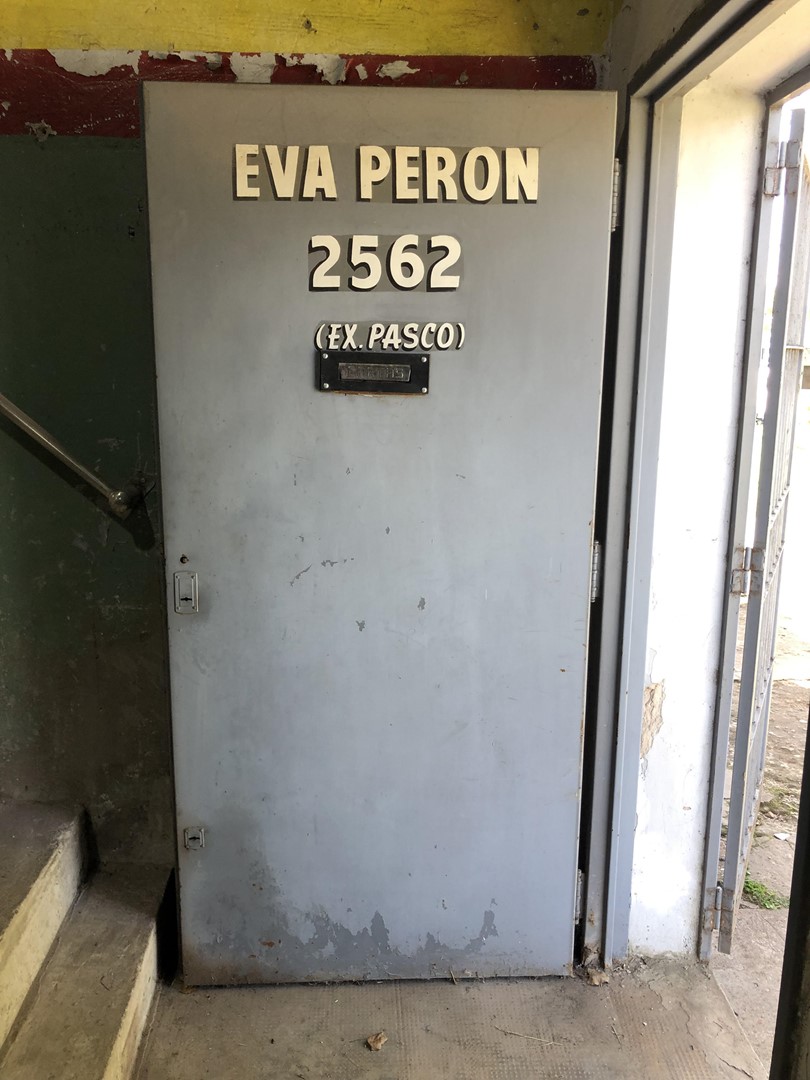 EVA PERON
2562
(EX. PASCO)